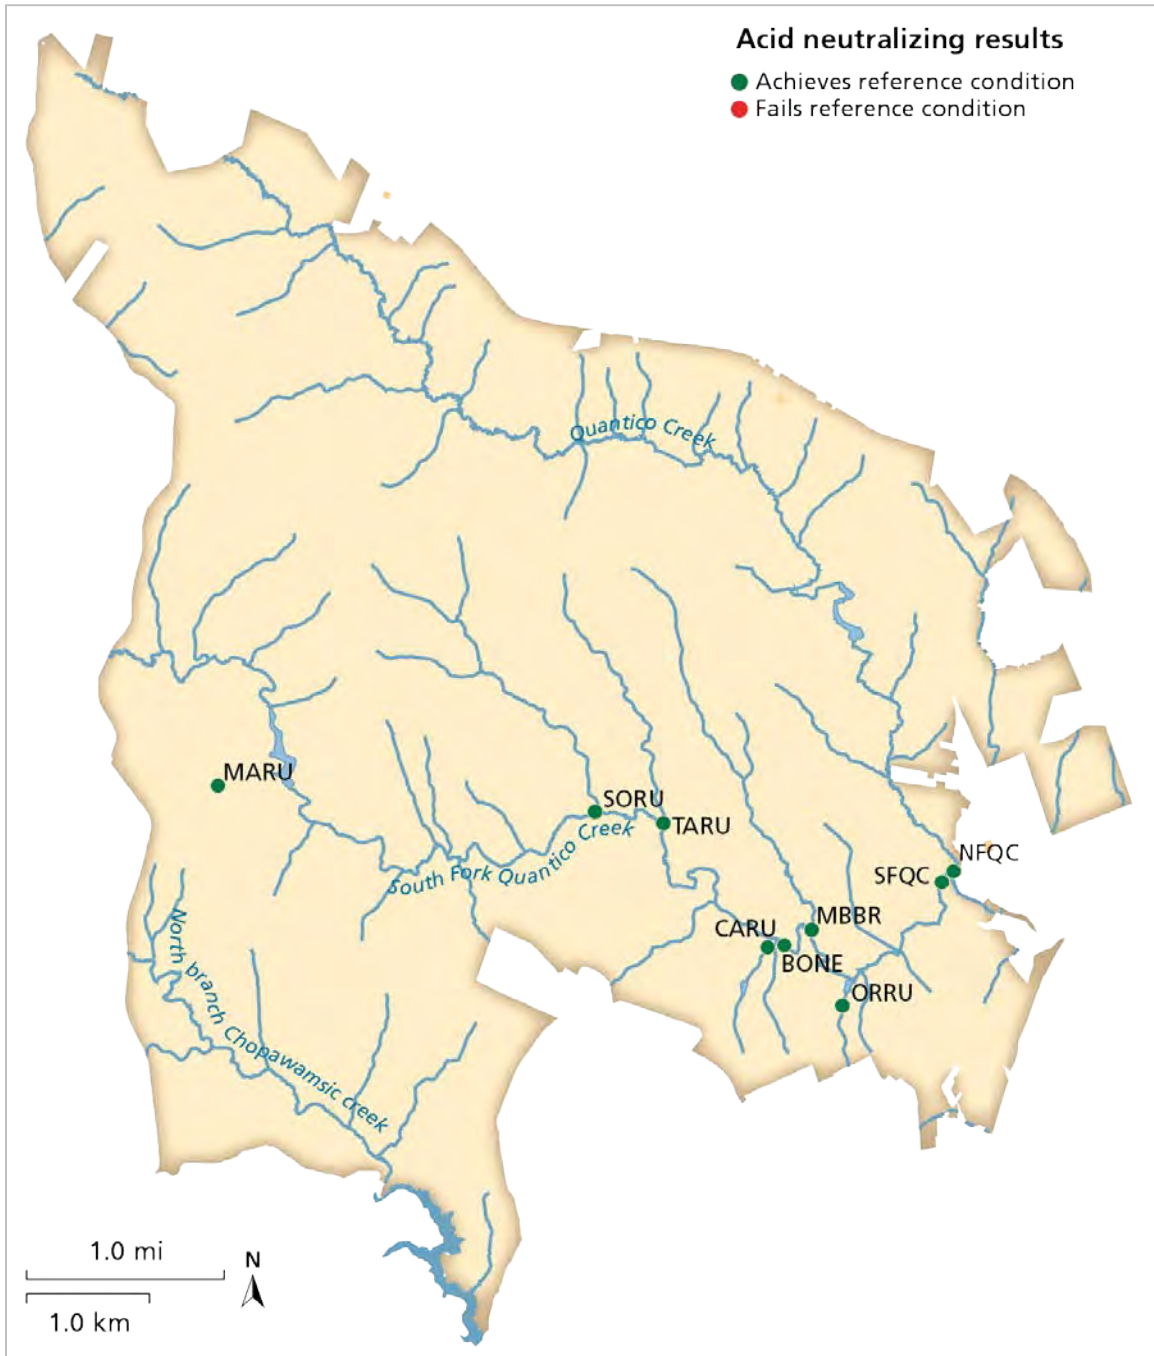 Acid neutralizing results
Achieves reference condition
Fails reference condition
Quantico Creek
MARU
SORU
TARU
South Fork Quantico Creek
NFQC
SFQC
MBBR
CARU
BONE
ORRU
North branch Chopawamsic creek
1.0 mi
N
1.0 km